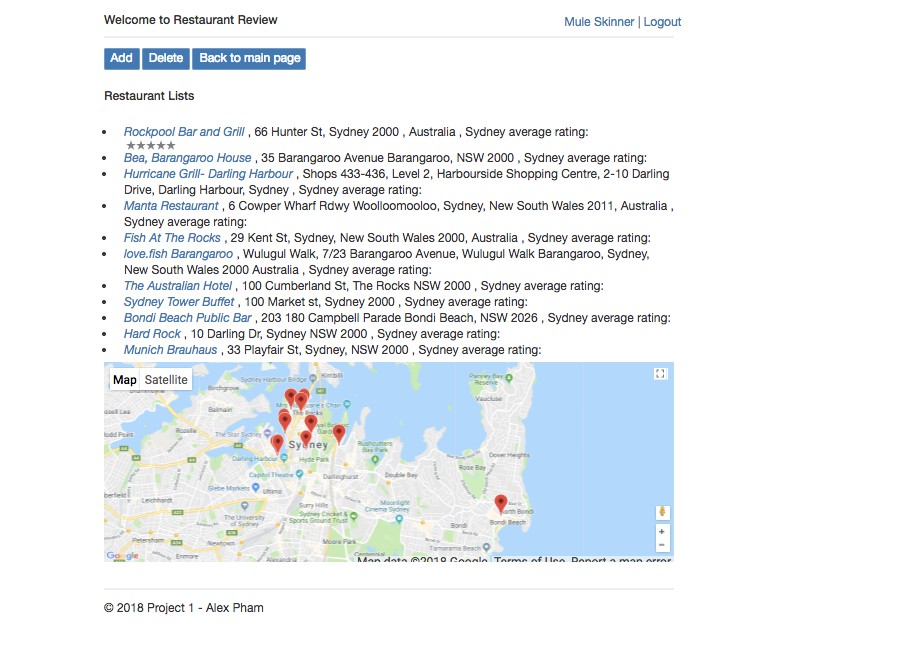 Welcome to Restaurant Review
Mule Skinner | Logout
Add Delete Back to main page
Restaurant Lists
Rockpool Bar and Grill , 66 Hunter St, Sydney 2000 , Australia , Sydney average rating:
★★★★★
Bea, Barangaroo House , 35 Barangaroo Avenue Barangaroo, NSW 2000 , Sydney average rating:
Hurricane Grill- Darling Harbour , Shops 433-436, Level 2, Harbourside Shopping Centre, 2-10 Darling
Drive, Darling Harbour, Sydney , Sydney average rating:
Manta Restaurant , 6 Cowper Wharf Rdwy Woolloomooloo, Sydney, New South Wales 2011, Australia ,
Sydney average rating:
Fish At The Rocks , 29 Kent St, Sydney, New South Wales 2000, Australia , Sydney average rating:
love.fish Barangaroo , Wulugul Walk, 7/23 Barangaroo Avenue, Wulugul Walk Barangaroo, Sydney,
New South Wales 2000 Australia , Sydney average rating:
The Australian Hotel , 100 Cumberland St, The Rocks NSW 2000 , Sydney average rating:
Sydney Tower Buffet , 100 Market st, Sydney 2000 , Sydney average rating:
Bondi Beach Public Bar , 203 180 Campbell Parade Bondi Beach, NSW 2026 , Sydney average rating:
Hard Rock , 10 Darling Dr, Sydney NSW 2000 , Sydney average rating:
Munich Brauhaus , 33 Playfair St, Sydney, NSW 2000 , Sydney average rating:
Map Satellite
Sydney Harbour Bridge
Kirribilli
Parsley Bay
Reserve
Birchgrove
Vaucluse
Balmain
The Rocks
Rozelle
The Star Sydney
Sydney
Rushcutters
Bay Park
Darling Harbour
Hyde Park
Dover Heights
Rose Bay
Capitol Theatre
Darlinghurst
Double Bay
Glebe Markets
Ultimo
Leichhardt
Surry Hills
Moonlight
Cinema Sydney
North Bondi
The University
of Sydney
Sydney Cricket &
Sports Ground Trust
Bondi
Bondi Beach
Petersham
Newtown
Moore Park
Tamarama Beach
Google
Enmore
Centennial
Map data ©2018 Google Terms of Use Report a map error
© 2018 Project 1 - Alex Pham